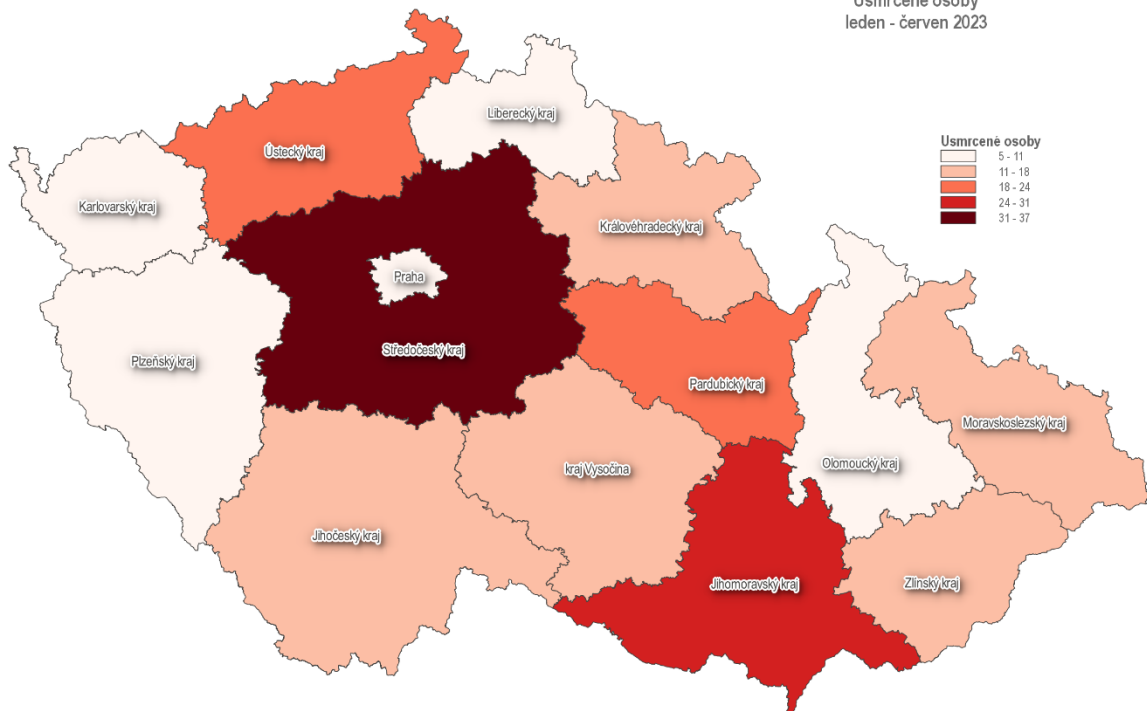 Usmrcené osoby
leden - červen 2023
Liberecký kraj
Ústecký kraj
Usmrcené osoby
5 - 11
11 - 18
18 - 24
24 - 31
31 - 37
Karlovarský kraj
Královéhradecký kraj
Praha
Středočeský kraj
Plzeňský kraj
Pardubický kraj
Moravskoslezský kraj
kraj Vysočina
Olomoucký kraj
Jihočeský kraj
Jihomoravský kraj
Zlínský kraj